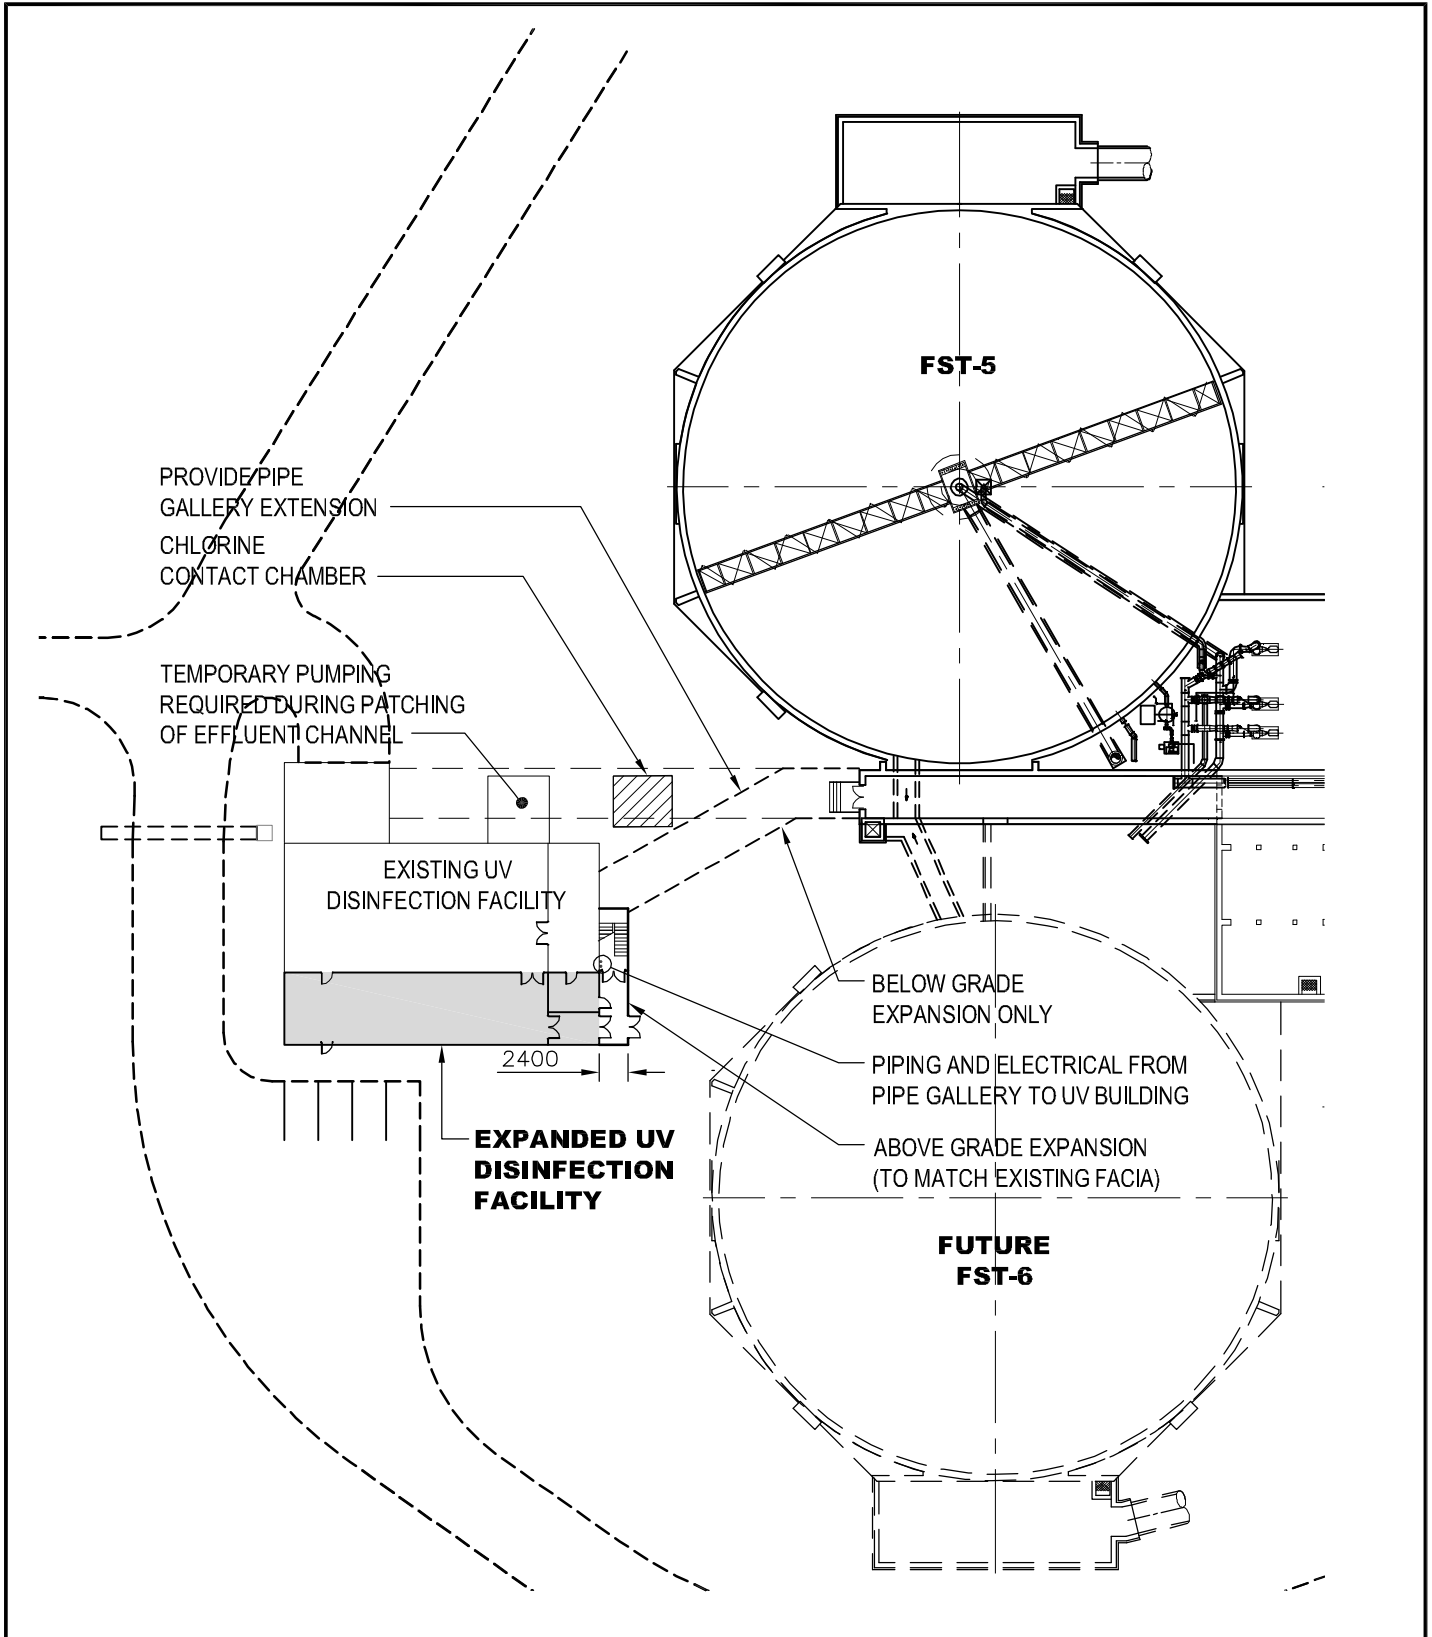 FST-5
PROVIDE PIPE
GALLERY EXTENSION
CHLORINE
CONTACT CHAMBER
TEMPORARY PUMPING
REQUIRED DURING PATCHING
OF EFFLUENT CHANNEL
EXISTING UV
DISINFECTION FACILITY
BELOW GRADE
EXPANSION ONLY
2400
PIPING AND ELECTRICAL FROM
PIPE GALLERY TO UV BUILDING
EXPANDED UV
DISINFECTION
FACILITY
ABOVE GRADE EXPANSION
(TO MATCH EXISTING FACIA)
FUTURE
FST-6